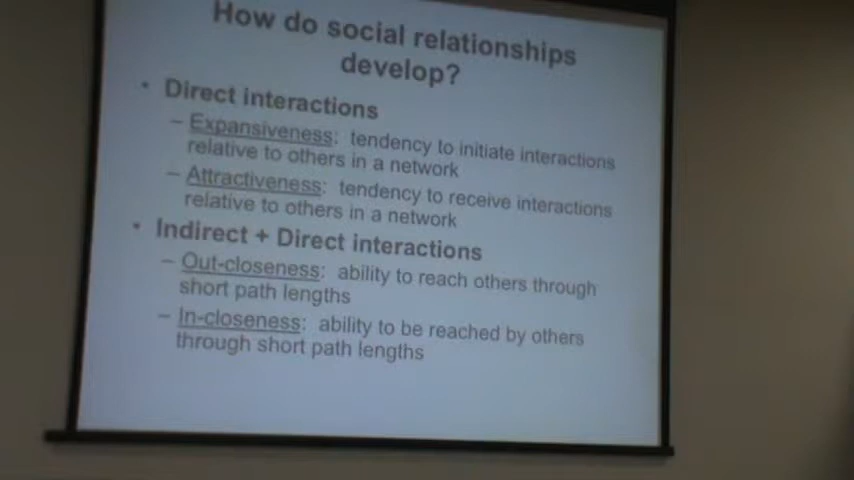 How do social relationships
develop?
• Direct interactions
– Expansiveness: tendency to initiate interactions
relative to others in a network
– Attractiveness: tendency to receive interactions
relative to others in a network
• Indirect + Direct interactions
– Out-closeness: ability to reach others through
short path lengths
– In-closeness: ability to be reached by others
through short path lengths